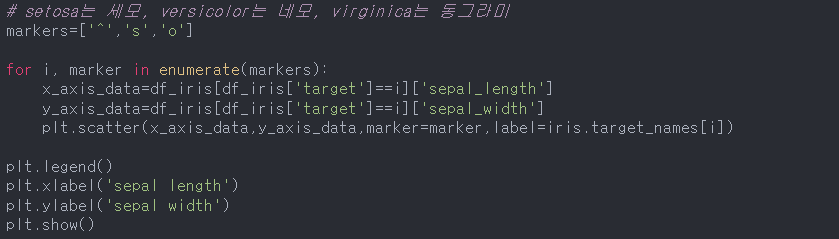 # setosa는 세모, versicolor는 네모, virginica는 동그라미
markers=['^','s','o']

for i, marker in enumerate(markers):
    x_axis_data=df_iris[df_iris['target']==i]['sepal_length']
    y_axis_data=df_iris[df_iris['target']==i]['sepal_width']
    plt.scatter(x_axis_data,y_axis_data,marker=marker,label=iris.target_names[i])

plt.legend()
plt.xlabel('sepal length')
plt.ylabel('sepal width')
plt.show()